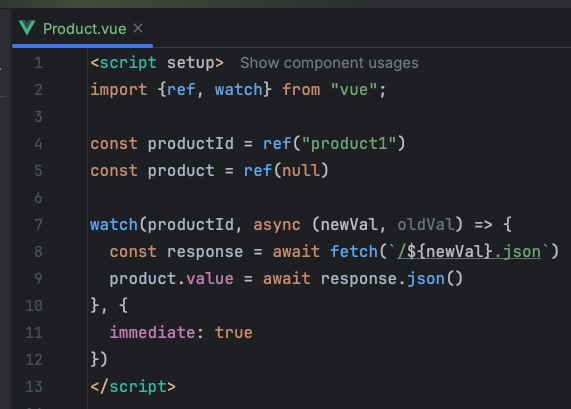 Product.vue
1 <script setup> Show component usages
2 import {ref, watch} from "vue";
3
4 const productId = ref("product1")
5 const product = ref(null)
6
7 watch(productId, async (newVal, oldVal) => {
8   const response = await fetch(`/${newVal}.json`)
9   product.value = await response.json()
10 }, {
11   immediate: true
12 })
13 </script>